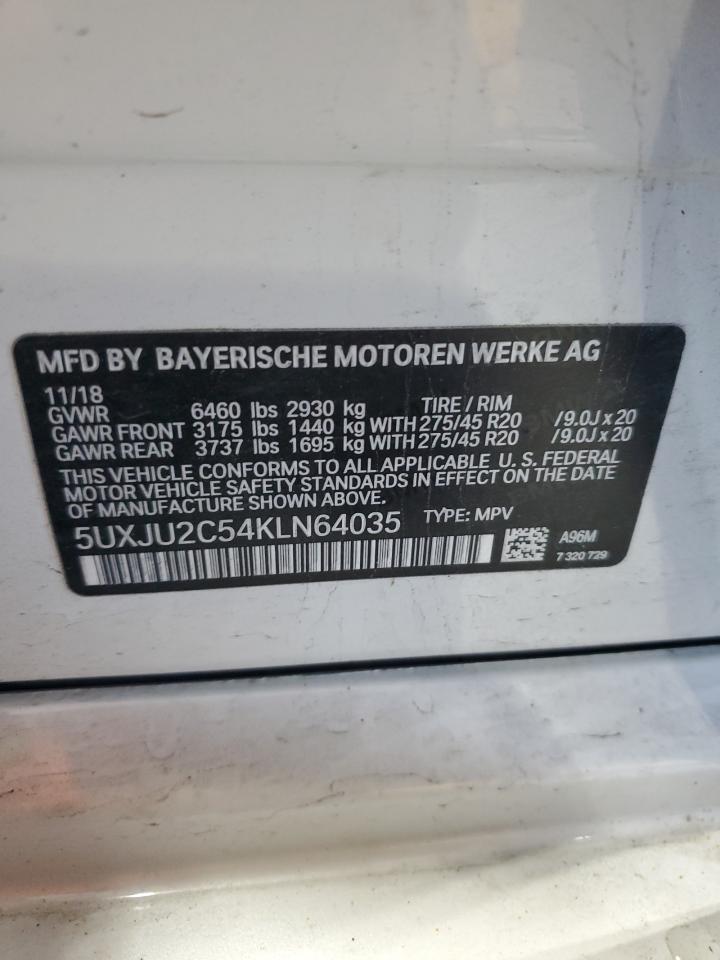 MFD BY BAYERISCHE MOTOREN WERKE AG
11/18 TIRE / RIM
GVWR 6460 lbs 2930 kg
GAWR FRONT 3175 lbs 1440 kg WITH 275/45 R20 /9.0J x 20
GAWR REAR 3737 lbs 1695 kg WITH 275/45 R20 /9.0J x 20
THIS VEHICLE CONFORMS TO ALL APPLICABLE U. S. FEDERAL
MOTOR VEHICLE SAFETY STANDARDS IN EFFECT ON THE DATE
OF MANUFACTURE SHOWN ABOVE.
5UXJU2C54KLN64035 TYPE: MPV
A96M
7 320 729